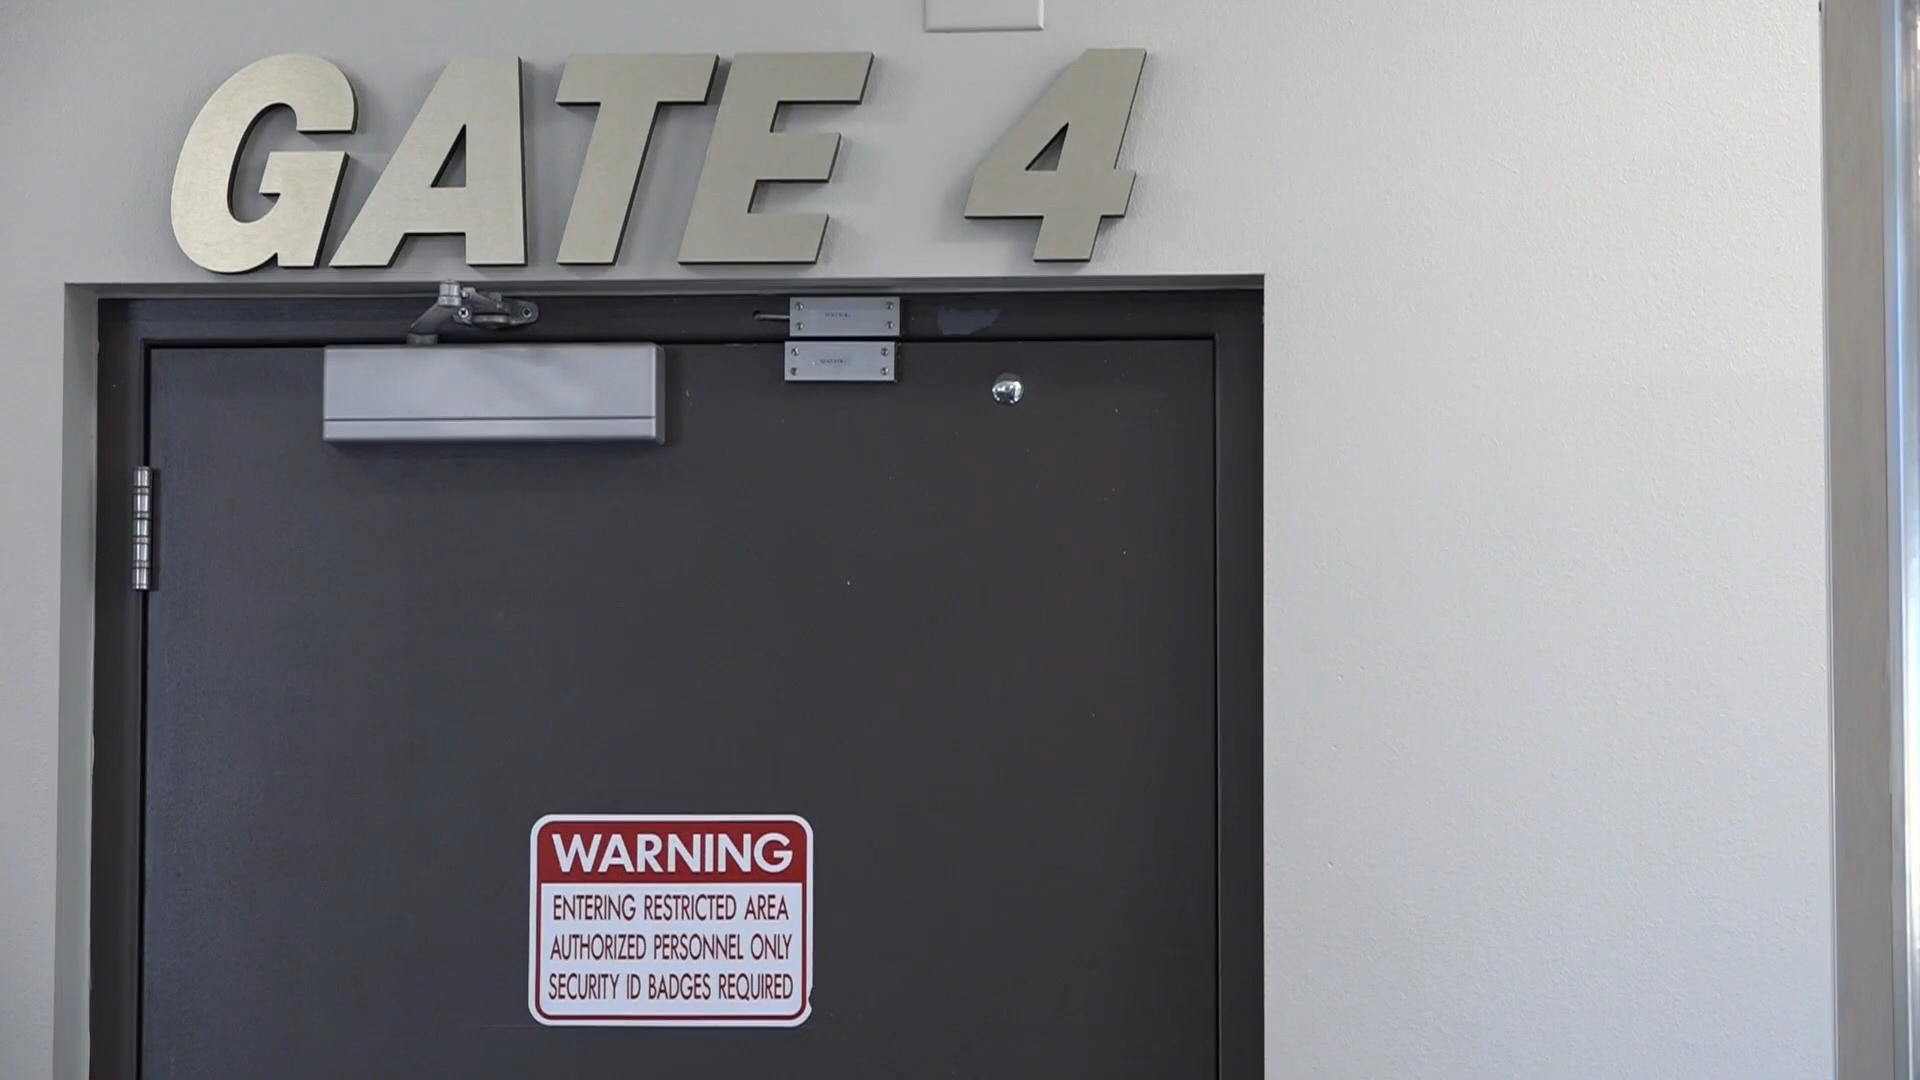 GATE 4
WARNING
ENTERING RESTRICTED AREA
AUTHORIZED PERSONNEL ONLY
SECURITY ID BADGES REQUIRED